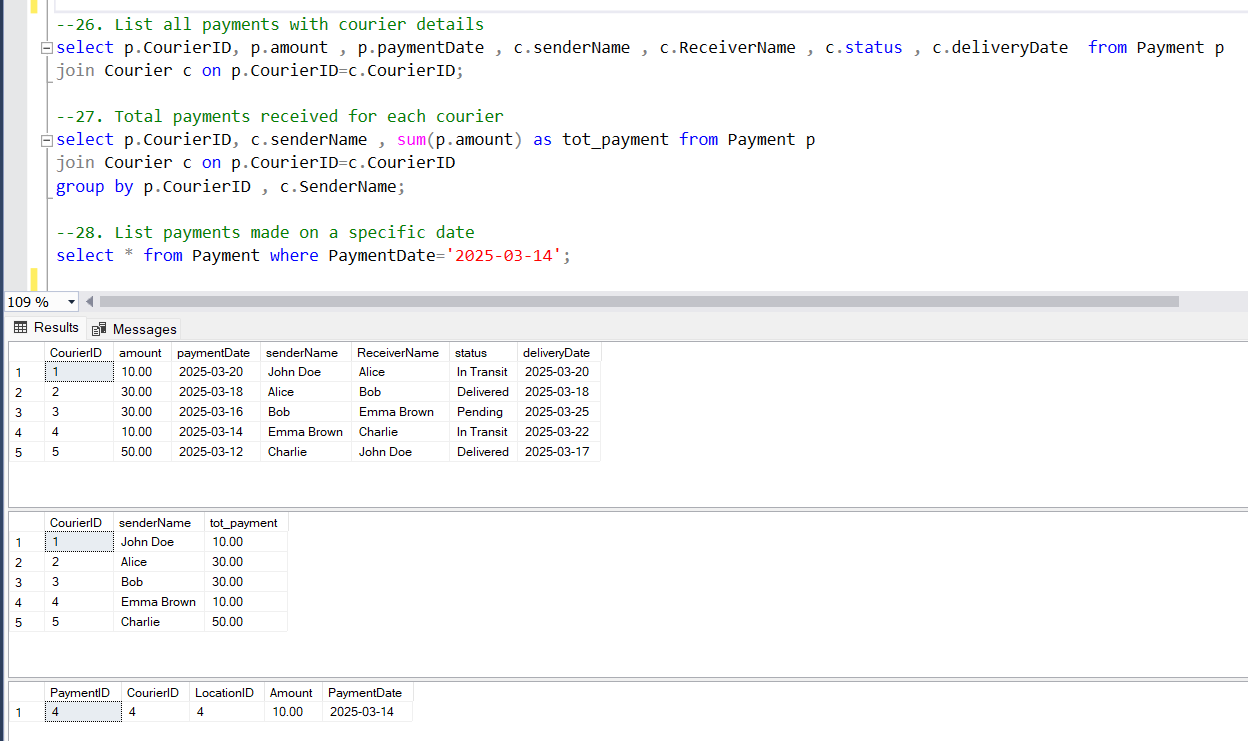 --26. List all payments with courier details
select p.CourierID, p.amount , p.paymentDate , c.senderName , c.ReceiverName , c.status , c.deliveryDate  from Payment p
join Courier c on p.CourierID=c.CourierID;
--27. Total payments received for each courier
select p.CourierID, c.senderName , sum(p.amount) as tot_payment from Payment p
join Courier c on p.CourierID=c.CourierID
group by p.CourierID , c.SenderName;
--28. List payments made on a specific date
select * from Payment where PaymentDate='2025-03-14';
109 %
Results Messages
CourierID amount paymentDate senderName ReceiverName status deliveryDate
1 1 10.00 2025-03-20 John Doe Alice In Transit 2025-03-20
2 2 30.00 2025-03-18 Alice Bob Delivered 2025-03-18
3 3 30.00 2025-03-16 Bob Emma Brown Pending 2025-03-25
4 4 10.00 2025-03-14 Emma Brown Charlie In Transit 2025-03-22
5 5 50.00 2025-03-12 Charlie John Doe Delivered 2025-03-17
CourierID senderName tot_payment
1 1 John Doe 10.00
2 2 Alice 30.00
3 3 Bob 30.00
4 4 Emma Brown 10.00
5 5 Charlie 50.00
PaymentID CourierID LocationID Amount PaymentDate
1 4 4 4 10.00 2025-03-14